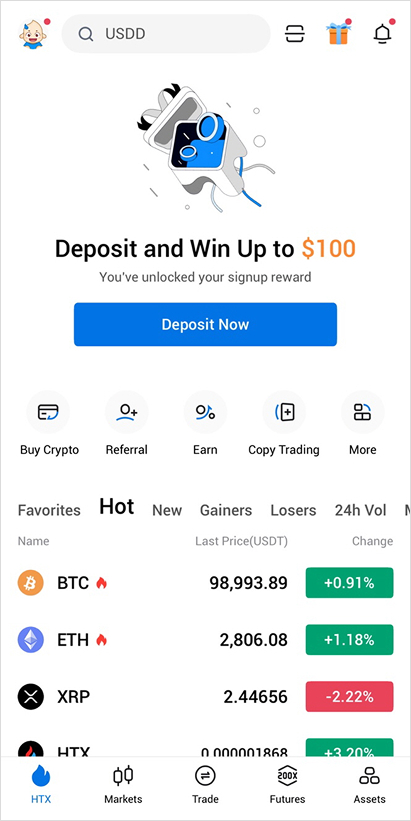 USDD
Deposit and Win Up to $100
You've unlocked your signup reward
Deposit Now
Buy Crypto Referral Earn Copy Trading More
Favorites Hot New Gainers Losers 24h Vol
Name Last Price(USDT) Change
BTC 98,993.89 +0.91%
ETH 2,806.08 +1.18%
XRP 2.44656 -2.22%
HTX 0.000001868 +3.20%
200X
HTX Markets Trade Futures Assets